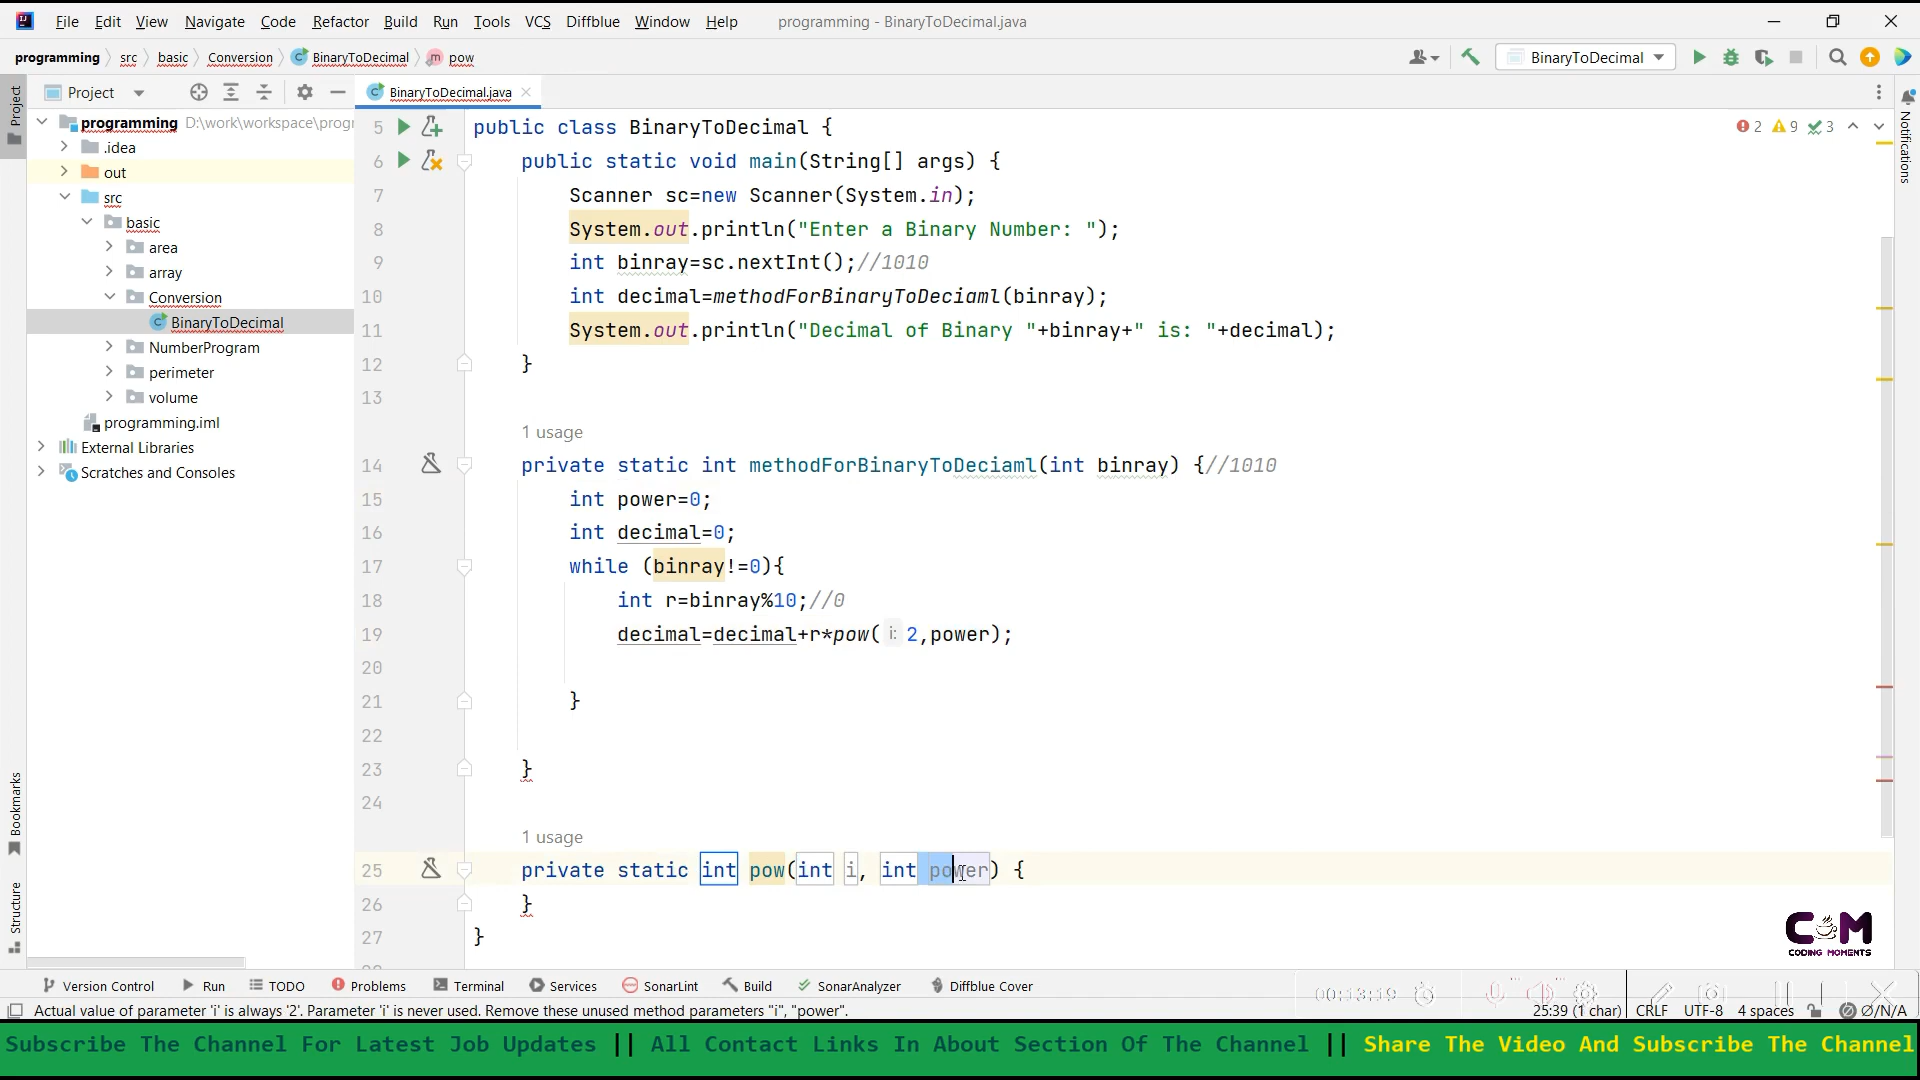 File Edit View Navigate Code Refactor Build Run Tools VCS Diffblue Window Help programming - BinaryToDecimal.java
programming src basic Conversion BinaryToDecimal pow BinaryToDecimal
Project BinaryToDecimal.java
Project
Notifications
Bookmarks
Structure
programming D:\work\workspace\progr
.idea
out
src
basic
area
array
Conversion
BinaryToDecimal
NumberProgram
perimeter
volume
programming.iml
External Libraries
Scratches and Consoles
2 9 3
5 public class BinaryToDecimal {
6 public static void main(String[] args) {
7 Scanner sc=new Scanner(System.in);
8 System.out.println("Enter a Binary Number: ");
9 int binray=sc.nextInt();//1010
10 int decimal=methodForBinaryToDeciaml(binray);
11 System.out.println("Decimal of Binary "+binray+" is: "+decimal);
12 }
13
1 usage
14 private static int methodForBinaryToDeciaml(int binray) {//1010
15 int power=0;
16 int decimal=0;
17 while (binray!=0){
18 int r=binray%10;//0
19 decimal=decimal+r*pow( i: 2,power);
20
21 }
22
23 }
24
1 usage
25 private static int pow(int i, int power) {
26 }
27 }
C M
CODING MOMENTS
Version Control Run TODO Problems Terminal Services SonarLint Build SonarAnalyzer Diffblue Cover 00:13:19
Actual value of parameter 'i' is always '2'. Parameter 'i' is never used. Remove these unused method parameters "i", "power". 25:39 (1 char) CRLF UTF-8 4 spaces Ø/N/A
Subscribe The Channel For Latest Job Updates || All Contact Links In About Section Of The Channel || Share The Video And Subscribe The Channel